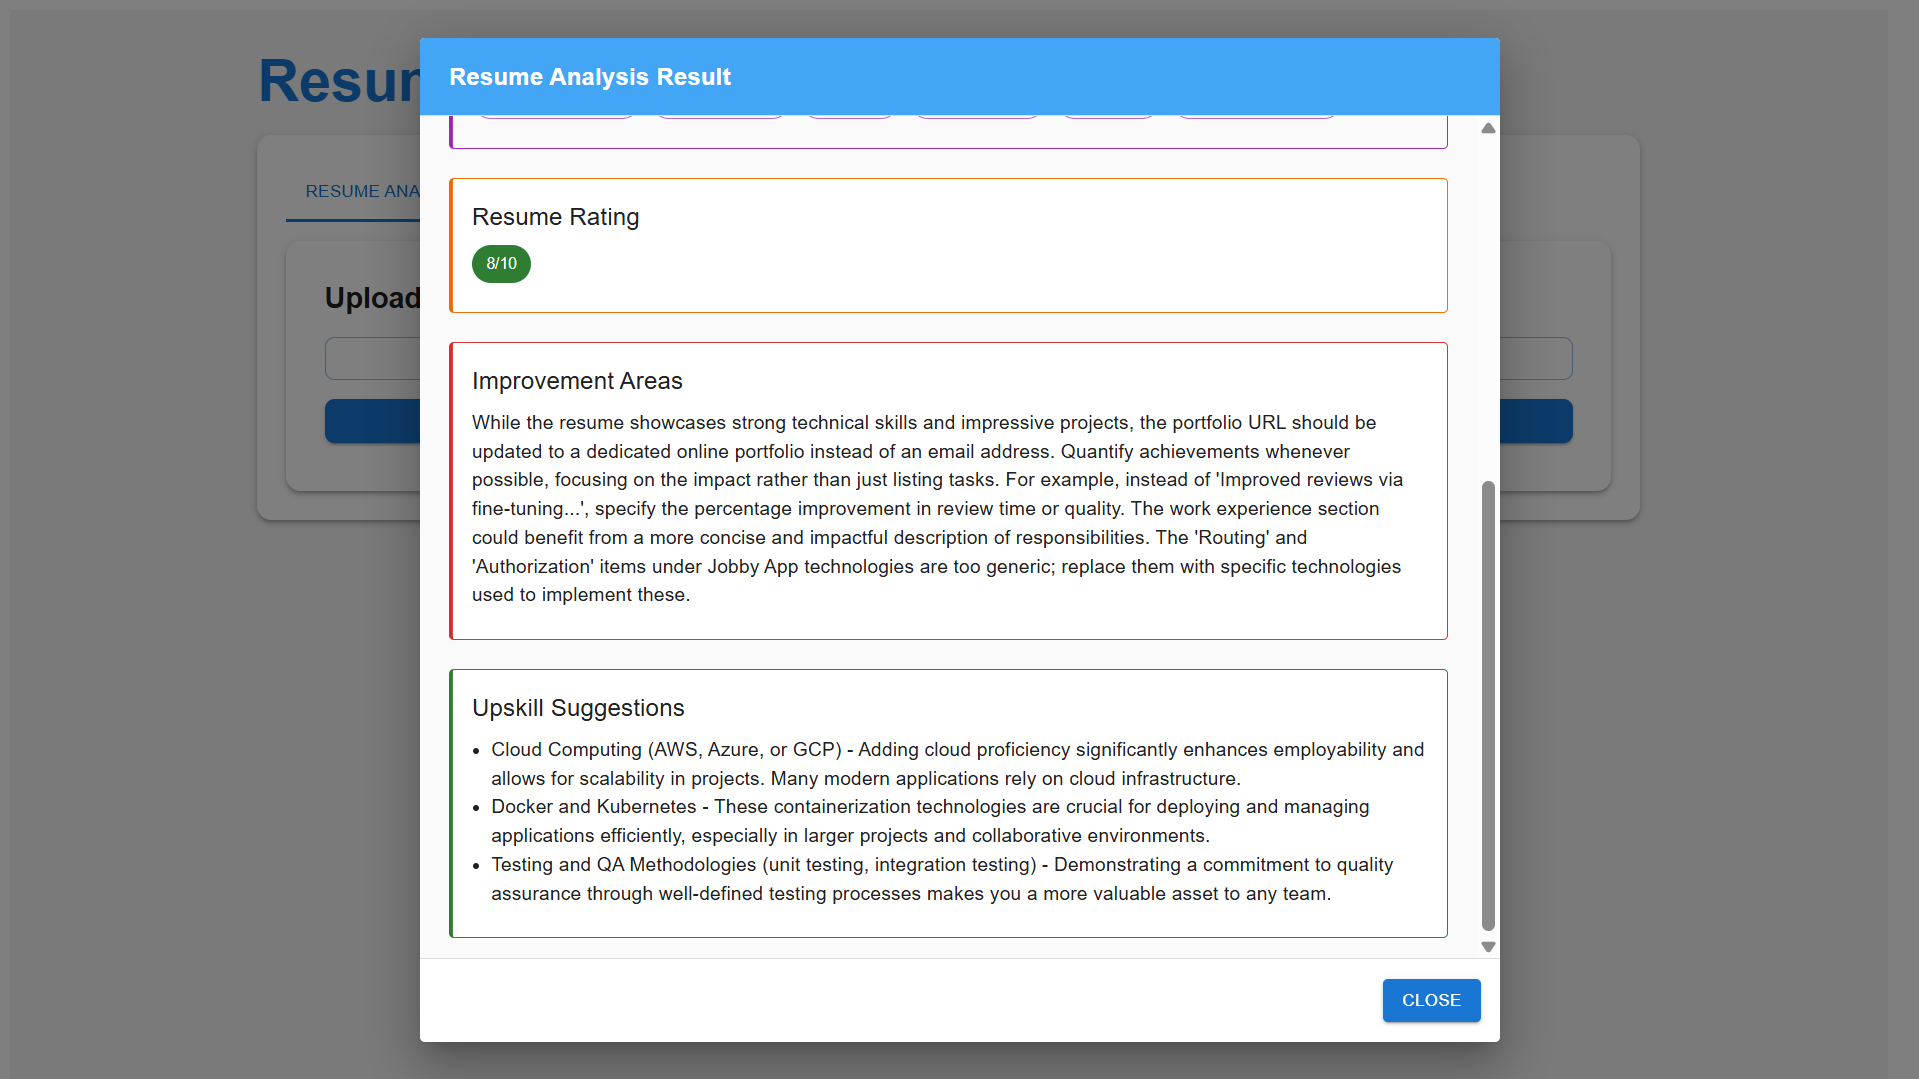 Resume Analysis Result
RESUME ANA
Upload
Resume Rating
8/10
Improvement Areas
While the resume showcases strong technical skills and impressive projects, the portfolio URL should be
updated to a dedicated online portfolio instead of an email address. Quantify achievements whenever
possible, focusing on the impact rather than just listing tasks. For example, instead of 'Improved reviews via
fine-tuning...', specify the percentage improvement in review time or quality. The work experience section
could benefit from a more concise and impactful description of responsibilities. The 'Routing' and
'Authorization' items under Jobby App technologies are too generic; replace them with specific technologies
used to implement these.
Upskill Suggestions
• Cloud Computing (AWS, Azure, or GCP) - Adding cloud proficiency significantly enhances employability and
allows for scalability in projects. Many modern applications rely on cloud infrastructure.
• Docker and Kubernetes - These containerization technologies are crucial for deploying and managing
applications efficiently, especially in larger projects and collaborative environments.
• Testing and QA Methodologies (unit testing, integration testing) - Demonstrating a commitment to quality
assurance through well-defined testing processes makes you a more valuable asset to any team.
CLOSE